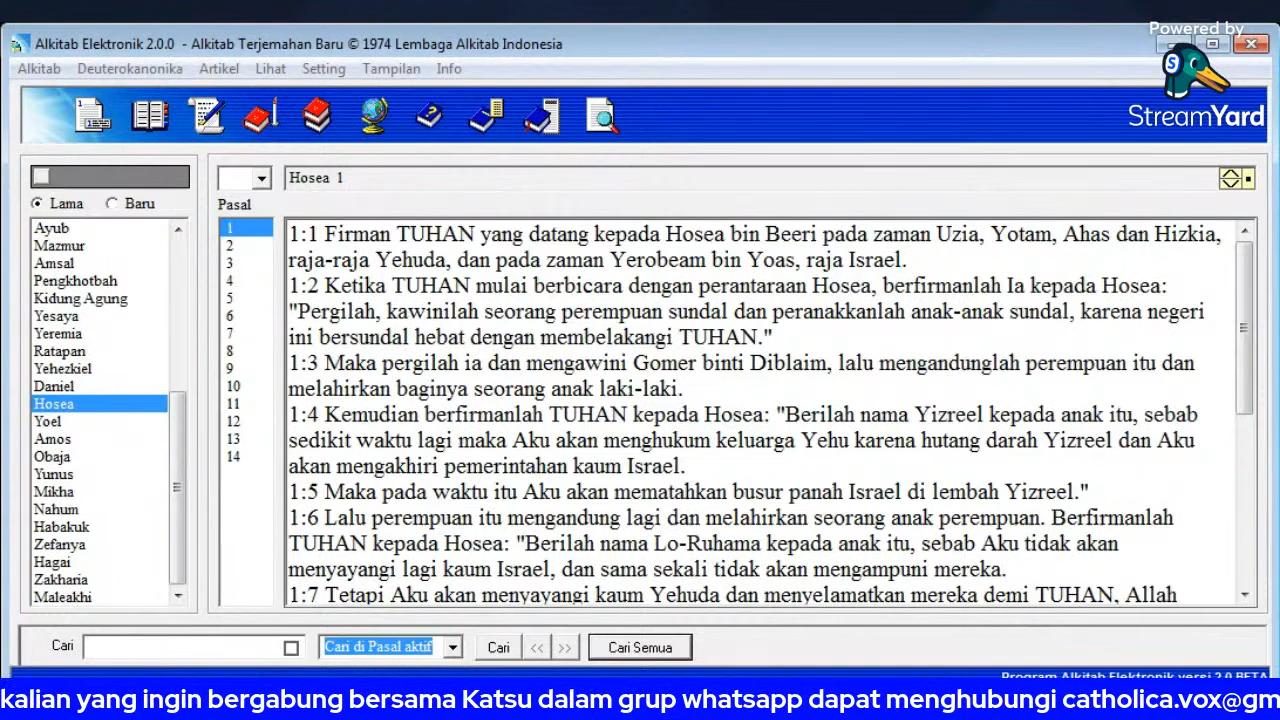 Powered by
StreamYard
Alkitab Elektronik 2.0.0 - Alkitab Terjemahan Baru © 1974 Lembaga Alkitab Indonesia
Alkitab Deuterokanonika Artikel Lihat Setting Tampilan Info
Lama Baru
Ayub
Mazmur
Amsal
Pengkhotbah
Kidung Agung
Yesaya
Yeremia
Ratapan
Yehezkiel
Daniel
Hosea
Yoel
Amos
Obaja
Yunus
Mikha
Nahum
Habakuk
Zefanya
Hagai
Zakharia
Maleakhi
Hosea 1
Pasal
1
2
3
4
5
6
7
8
9
10
11
12
13
14
1:1 Firman TUHAN yang datang kepada Hosea bin Beeri pada zaman Uzia, Yotam, Ahas dan Hizkia,
raja-raja Yehuda, dan pada zaman Yerobeam bin Yoas, raja Israel.
1:2 Ketika TUHAN mulai berbicara dengan perantaraan Hosea, berfirmanlah Ia kepada Hosea:
"Pergilah, kawinilah seorang perempuan sundal dan peranakkanlah anak-anak sundal, karena negeri
ini bersundal hebat dengan membelakangi TUHAN."
1:3 Maka pergilah ia dan mengawini Gomer binti Diblaim, lalu mengandunglah perempuan itu dan
melahirkan baginya seorang anak laki-laki.
1:4 Kemudian berfirmanlah TUHAN kepada Hosea: "Berilah nama Yizreel kepada anak itu, sebab
sedikit waktu lagi maka Aku akan menghukum keluarga Yehu karena hutang darah Yizreel dan Aku
akan mengakhiri pemerintahan kaum Israel.
1:5 Maka pada waktu itu Aku akan mematahkan busur panah Israel di lembah Yizreel."
1:6 Lalu perempuan itu mengandung lagi dan melahirkan seorang anak perempuan. Berfirmanlah
TUHAN kepada Hosea: "Berilah nama Lo-Ruhama kepada anak itu, sebab Aku tidak akan
menyayangi lagi kaum Israel, dan sama sekali tidak akan mengampuni mereka.
1:7 Tetapi Aku akan menyayangi kaum Yehuda dan menyelamatkan mereka demi TUHAN, Allah
Cari Cari di Pasal aktif Cari << >> Cari Semua
Program Alkitab Elektronik versi 2.0 BETA
kalian yang ingin bergabung bersama Katsu dalam grup whatsapp dapat menghubungi catholica.vox@gm